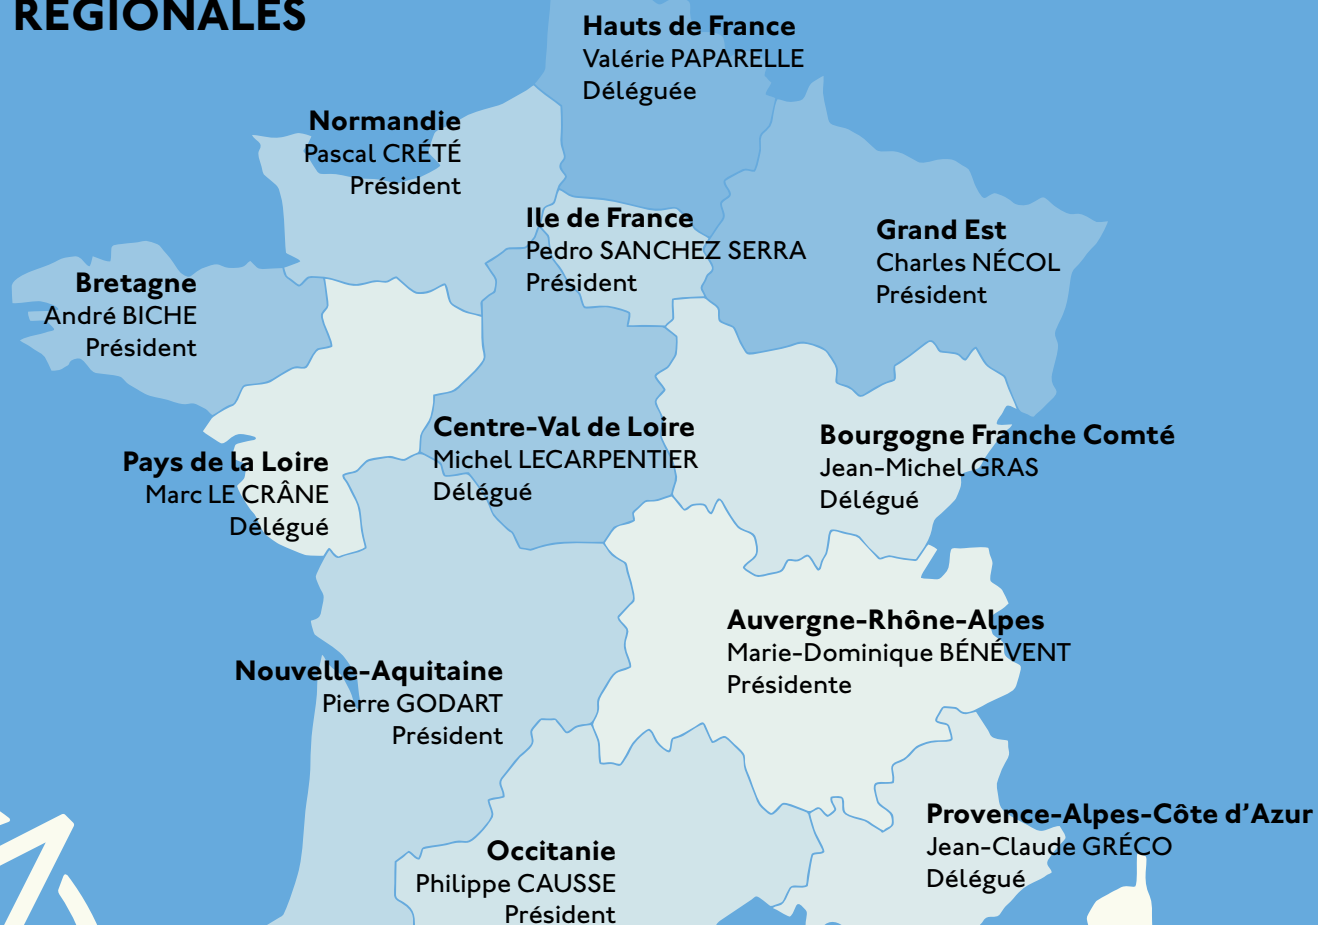 RÉGIONALES
Hauts de France
Valérie PAPARELLE
Déléguée
Normandie
Pascal CRÉTÉ
Président
Ile de France
Pedro SANCHEZ SERRA
Président
Grand Est
Charles NÉCOL
Président
Bretagne
André BICHE
Président
Centre-Val de Loire
Michel LECARPENTIER
Délégué
Bourgogne Franche Comté
Jean-Michel GRAS
Délégué
Pays de la Loire
Marc LE CRÂNE
Délégué
Auvergne-Rhône-Alpes
Marie-Dominique BÉNÉVENT
Présidente
Nouvelle-Aquitaine
Pierre GODART
Président
Provence-Alpes-Côte d’Azur
Jean-Claude GRÉCO
Délégué
Occitanie
Philippe CAUSSE
Président